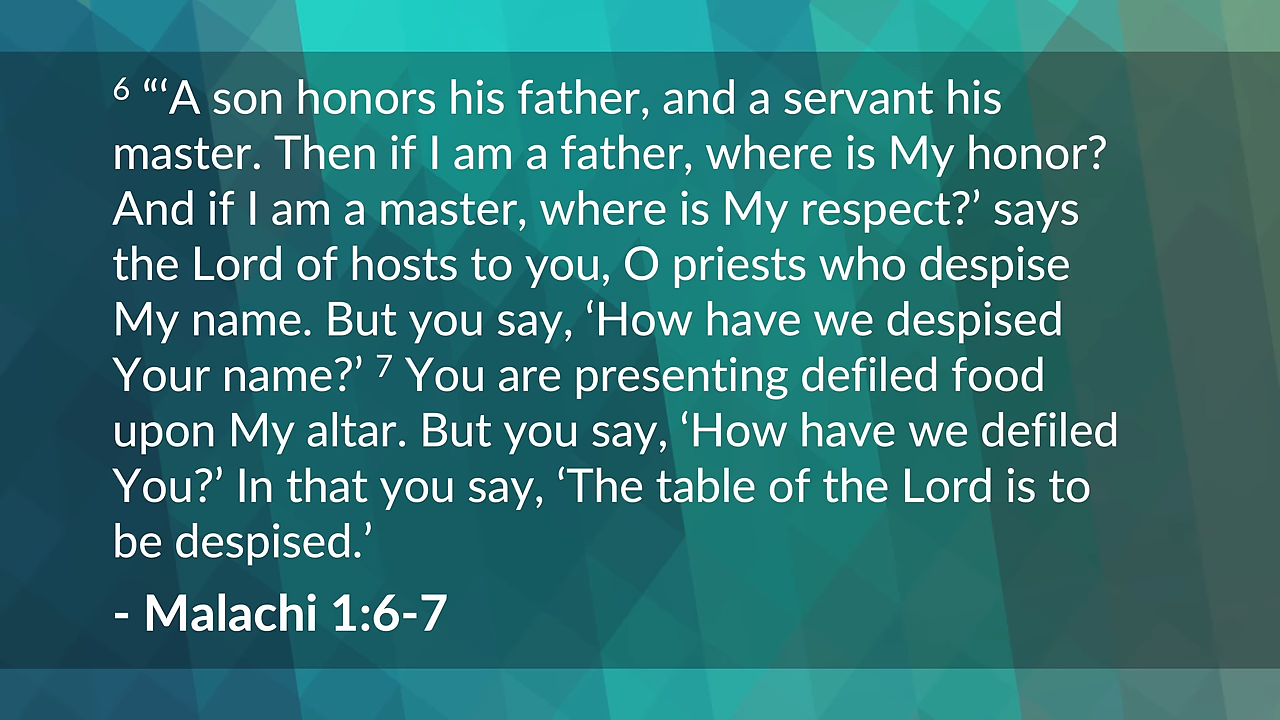 6 “‘A son honors his father, and a servant his
master. Then if I am a father, where is My honor?
And if I am a master, where is My respect?’ says
the Lord of hosts to you, O priests who despise
My name. But you say, ‘How have we despised
Your name?’ 7 You are presenting defiled food
upon My altar. But you say, ‘How have we defiled
You?’ In that you say, ‘The table of the Lord is to
be despised.’
- Malachi 1:6-7